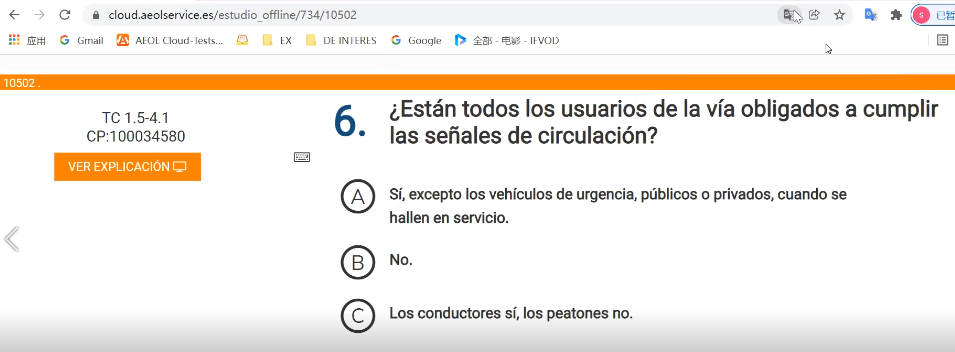 cloud.aeolservice.es/estudio_offline/734/10502
S 已暂
应用 Gmail AEOL Cloud-Tests... EX DE INTERES Google 全部 - 电影 - IFVOD
10502 .
TC 1.5-4.1
CP:100034580
VER EXPLICACIÓN
6. ¿Están todos los usuarios de la vía obligados a cumplir
las señales de circulación?
A Sí, excepto los vehículos de urgencia, públicos o privados, cuando se
hallen en servicio.
B No.
C Los conductores sí, los peatones no.